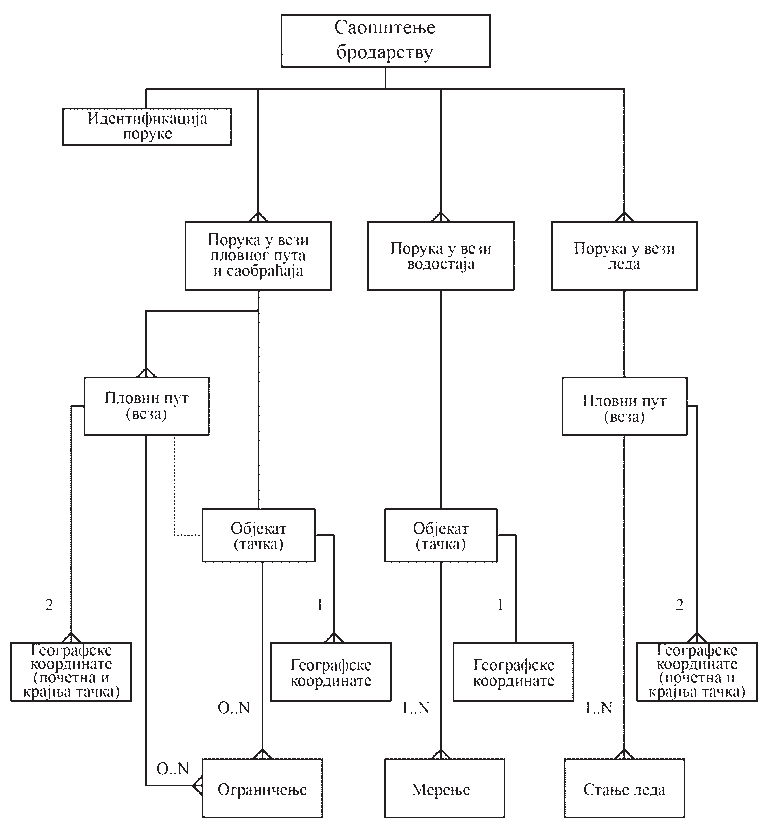 Саопштење
бродарству
Идентификација
поруке
Порука у вези
пловног пута
и саобраћаја
Порука у вези
водостаја
Порука у вези
леда
Пловни пут
(веза)
Пловни пут
(веза)
Објекат
(тачка)
Објекат
(тачка)
2
1
1
2
Географске
координате
(почетна и
крајња тачка)
Географске
координате
Географске
координате
Географске
координате
(почетна и
крајња тачка)
O..N
1..N
1..N
O..N
Ограничење
Мерење
Стање леда